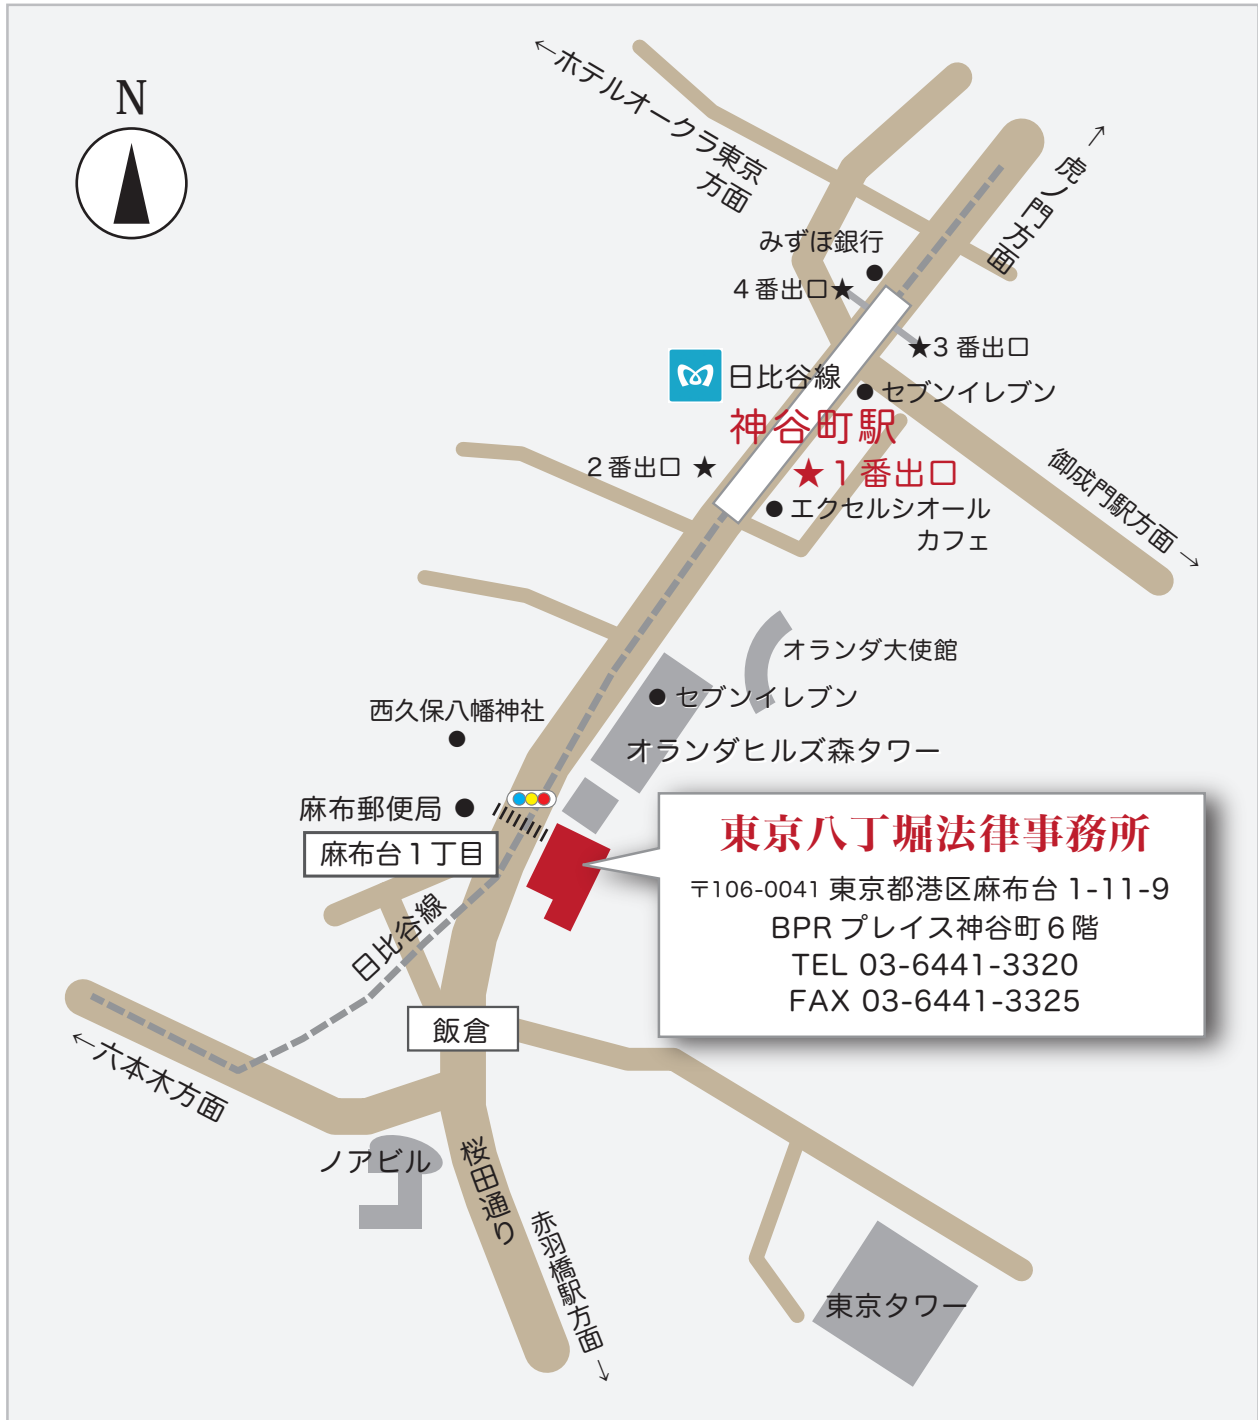 N
←ホテルオークラ東京
方面
→
虎ノ門方面
みずほ銀行
4番出口★
★3番出口
日比谷線
セブンイレブン
神谷町駅
2番出口 ★
★1番出口
御成門駅方面→
エクセルシオール
カフェ
オランダ大使館
セブンイレブン
西久保八幡神社
オランダヒルズ森タワー
麻布郵便局
麻布台1丁目
東京八丁堀法律事務所
〒106-0041 東京都港区麻布台 1-11-9
BPR プレイス神谷町 6 階
TEL 03-6441-3320
FAX 03-6441-3325
日比谷線
飯倉
←六本木方面
ノアビル
桜田通り
赤羽橋駅方面→
東京タワー